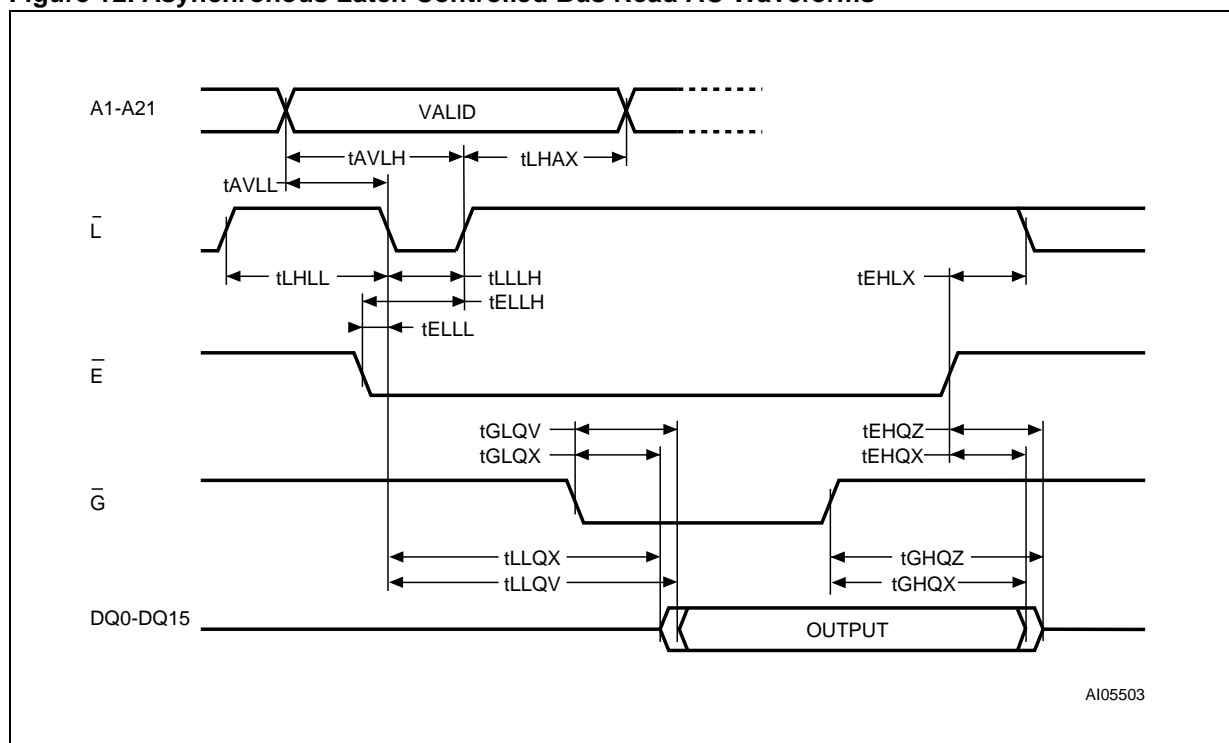 Figure 12. Asynchronous Latch Controlled Bus Read AC Waveforms
A1-A21
VALID
tAVLH
tLHAX
tAVLL
L̅
tLHLL
tLLLH
tEHLX
tELLH
tELLL
E̅
tGLQV
tEHQZ
tGLQX
tEHQX
G̅
tLLQX
tGHQZ
tLLQV
tGHQX
DQ0-DQ15
OUTPUT
AI05503